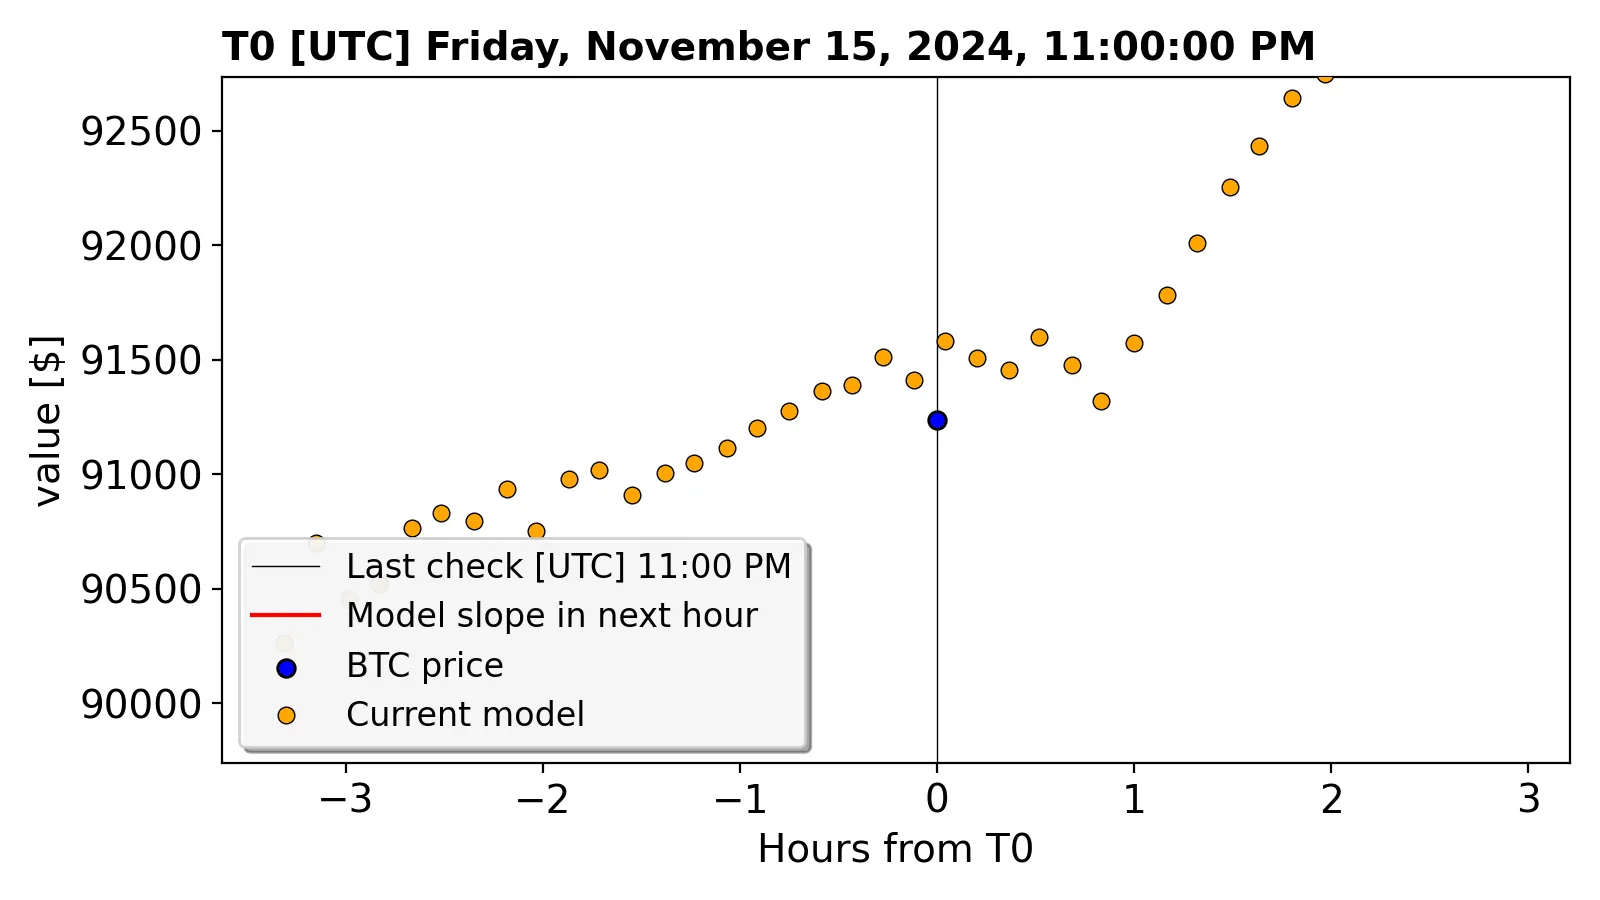 T0 [UTC] Friday, November 15, 2024, 11:00:00 PM
92500
92000
91500
91000
90500
90000
value [$]
Last check [UTC] 11:00 PM
Model slope in next hour
BTC price
Current model
−3 −2 −1 0 1 2 3
Hours from T0